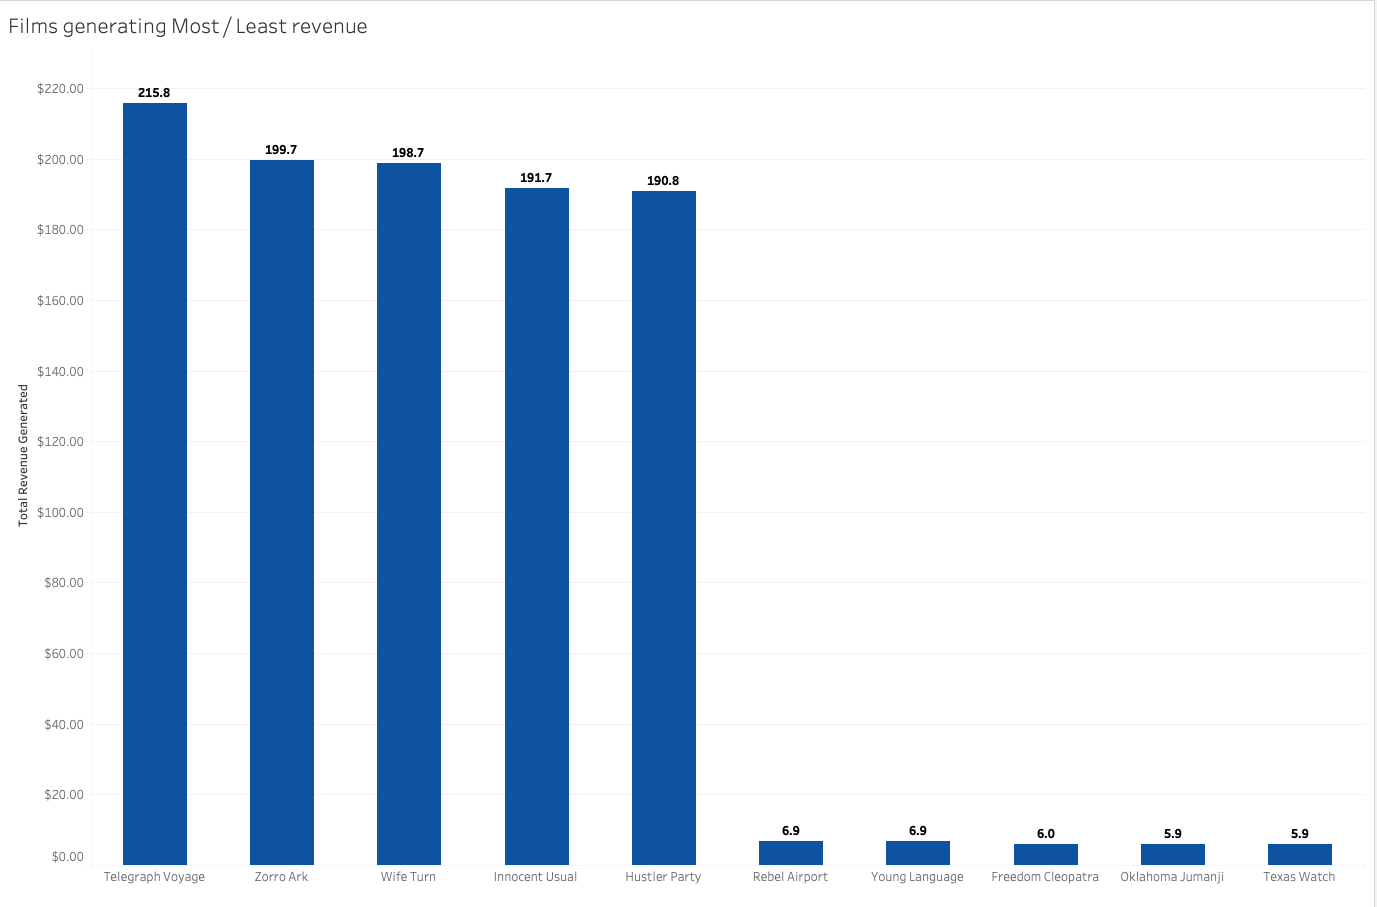 Films generating Most / Least revenue
Total Revenue Generated
$220.00
$200.00
$180.00
$160.00
$140.00
$120.00
$100.00
$80.00
$60.00
$40.00
$20.00
$0.00
215.8
199.7
198.7
191.7
190.8
6.9
6.9
6.0
5.9
5.9
Telegraph Voyage
Zorro Ark
Wife Turn
Innocent Usual
Hustler Party
Rebel Airport
Young Language
Freedom Cleopatra
Oklahoma Jumanji
Texas Watch